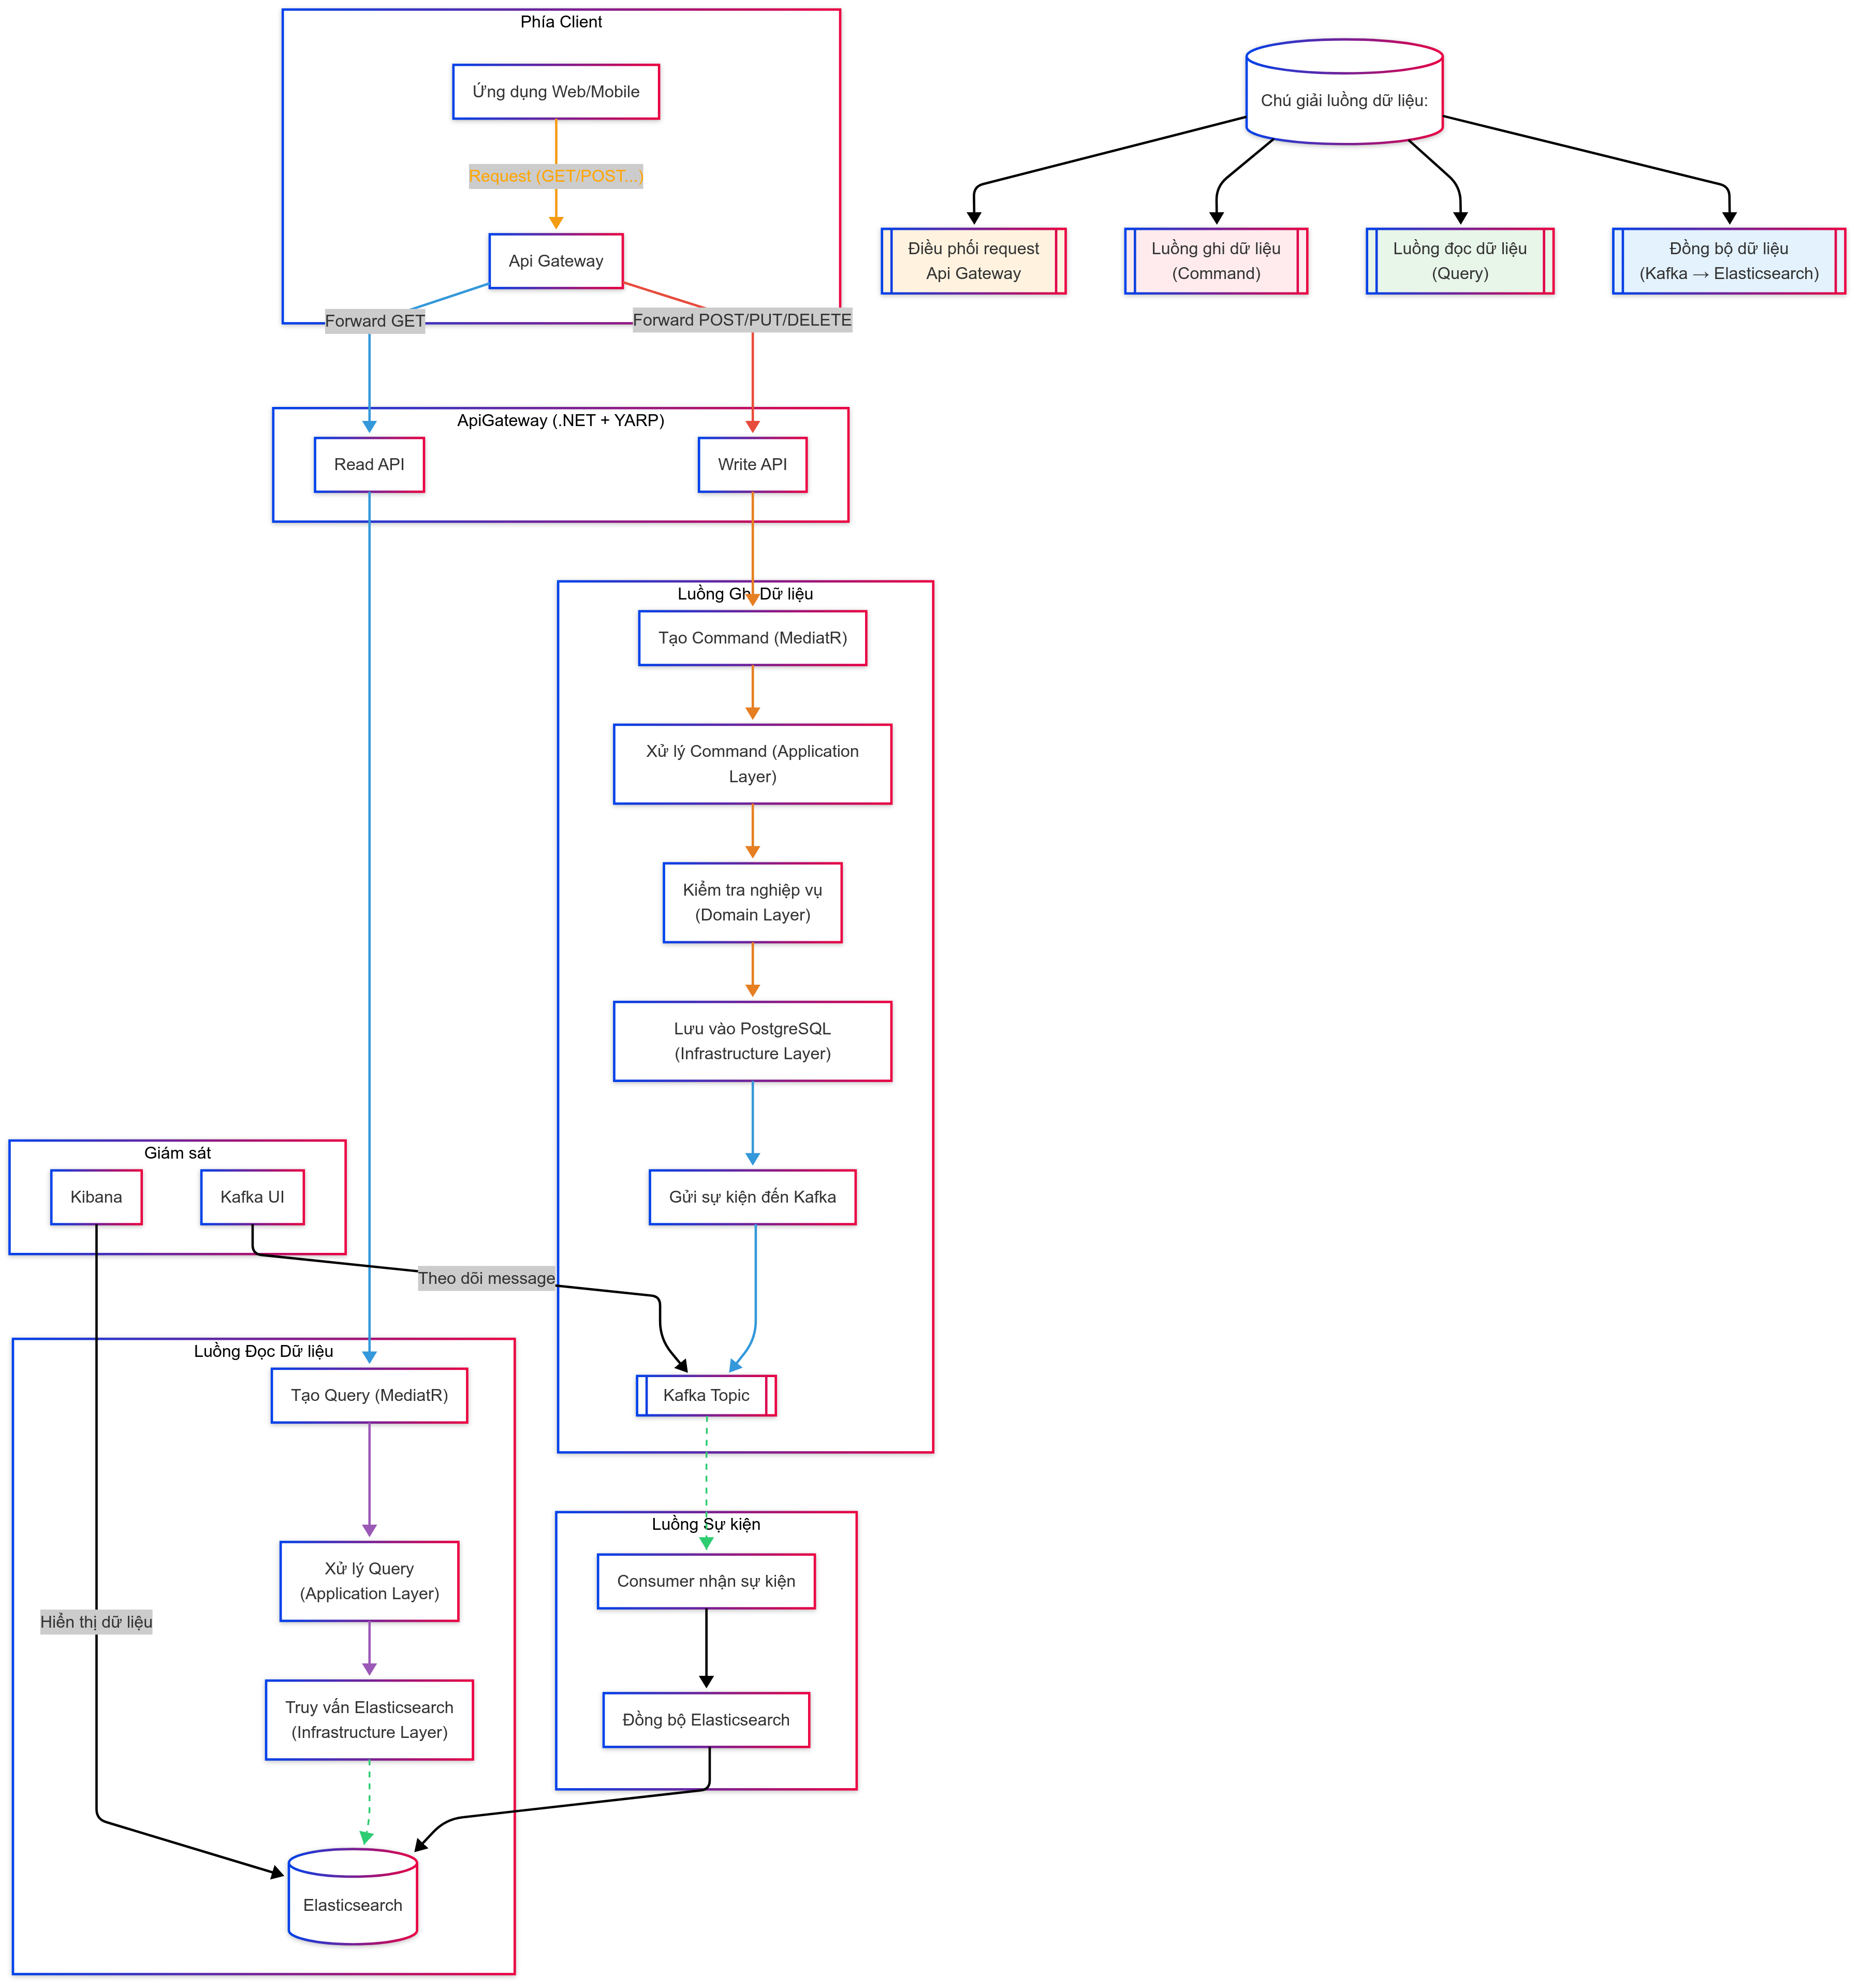 Phía Client
Ứng dụng Web/Mobile
Request (GET/POST...)
Api Gateway
Forward GET
Forward POST/PUT/DELETE
Chú giải luồng dữ liệu:
Điều phối request
Api Gateway
Luồng ghi dữ liệu
(Command)
Luồng đọc dữ liệu
(Query)
Đồng bộ dữ liệu
(Kafka → Elasticsearch)
ApiGateway (.NET + YARP)
Read API
Write API
Luồng Ghi Dữ liệu
Tạo Command (MediatR)
Xử lý Command (Application
Layer)
Kiểm tra nghiệp vụ
(Domain Layer)
Lưu vào PostgreSQL
(Infrastructure Layer)
Gửi sự kiện đến Kafka
Giám sát
Kibana
Kafka UI
Theo dõi message
Kafka Topic
Luồng Đọc Dữ liệu
Tạo Query (MediatR)
Xử lý Query
(Application Layer)
Hiển thị dữ liệu
Truy vấn Elasticsearch
(Infrastructure Layer)
Elasticsearch
Luồng Sự kiện
Consumer nhận sự kiện
Đồng bộ Elasticsearch